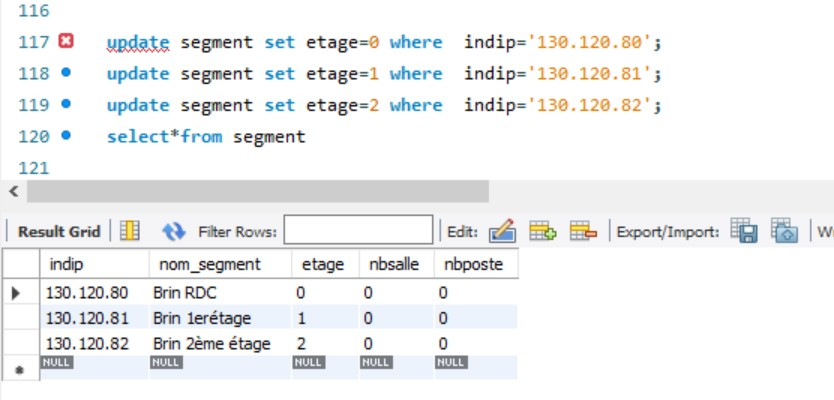 116
117 update segment set etage=0 where  indip='130.120.80';
118 update segment set etage=1 where  indip='130.120.81';
119 update segment set etage=2 where  indip='130.120.82';
120 select*from segment
121
Result Grid Filter Rows: Edit: Export/Import: Wr
indip nom_segment etage nbsalle nbposte
130.120.80 Brin RDC 0 0 0
130.120.81 Brin 1erétage 1 0 0
130.120.82 Brin 2ème étage 2 0 0
NULL NULL NULL NULL NULL